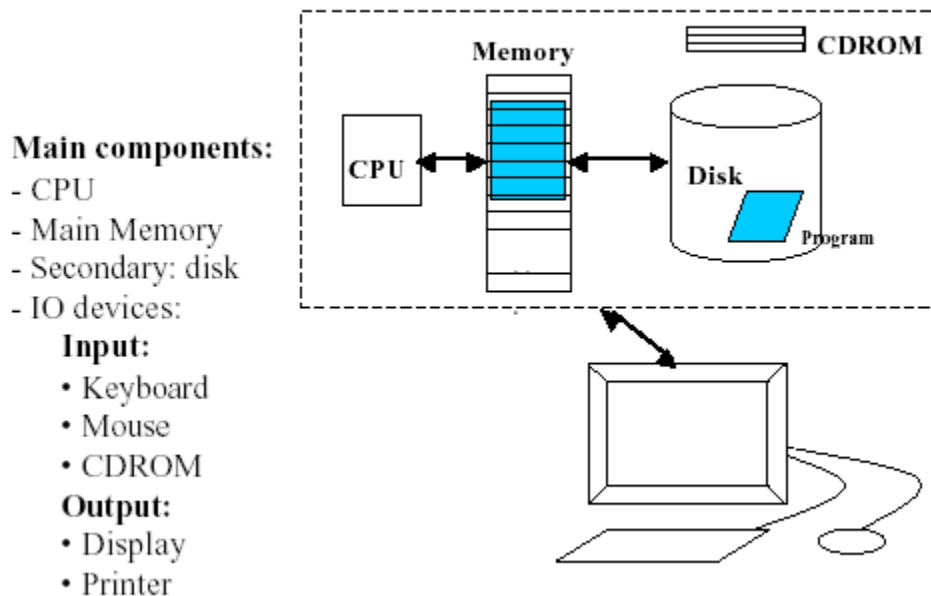 Main components:
- CPU
- Main Memory
- Secondary: disk
- IO devices:
Input:
• Keyboard
• Mouse
• CDROM
Output:
• Display
• Printer
Memory
CDROM
CPU
Disk
Program